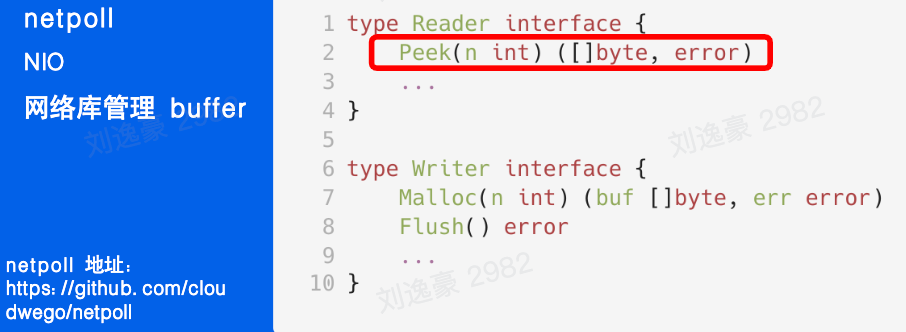 netpoll
NIO
网络库管理 buffer
netpoll 地址：
https://github.com/clou
dwego/netpoll
1 type Reader interface {
2 Peek(n int) ([]byte, error)
3 ...
4 }
5
6 type Writer interface {
7 Malloc(n int) (buf []byte, err error)
8 Flush() error
9 ...
10 }
刘逸豪 2982
刘逸豪 2982
刘逸豪 2982